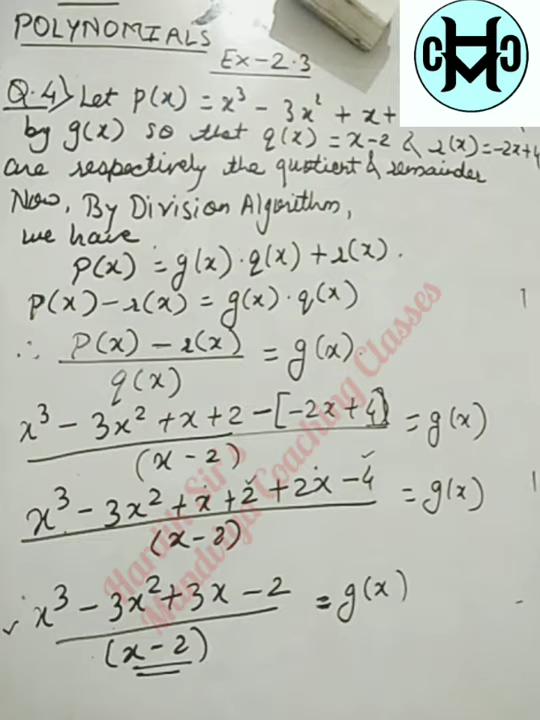 POLYNOMIALS
Ex-2.3
Q.4) Let p(x) = x³ - 3x² + x +
by g(x) so that q(x) = x-2 & r(x) = -2x+4
are respectively the quotient & remainder
Now, By Division Algorithm,
we have
p(x) = g(x)·q(x) + r(x).
p(x) - r(x) = g(x)·q(x)
∴ P(x) - r(x) / q(x) = g(x).
x³ - 3x² + x + 2 - [-2x + 4] / (x - 2) = g(x)
x³ - 3x² + x + 2 + 2x - 4 / (x - 2) = g(x)
x³ - 3x² + 3x - 2 / (x - 2) = g(x)
Coaching Classes